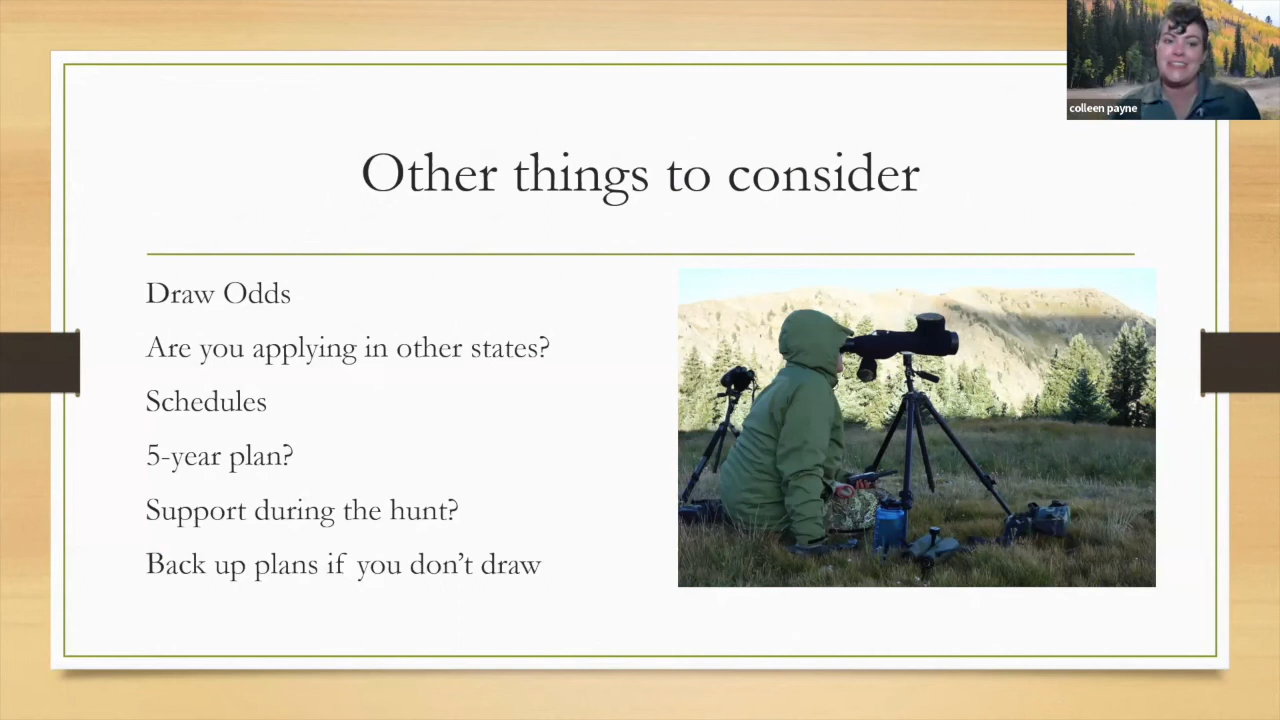 colleen payne
Other things to consider
Draw Odds
Are you applying in other states?
Schedules
5-year plan?
Support during the hunt?
Back up plans if you don’t draw